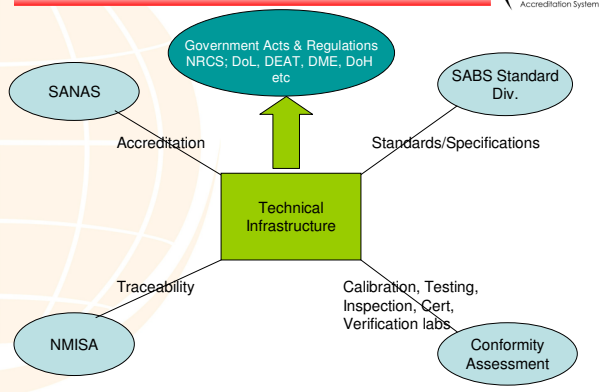 Accreditation System
Government Acts & Regulations
NRCS; DoL, DEAT, DME, DoH
etc
SANAS
SABS Standard
Div.
Accreditation
Standards/Specifications
Technical
Infrastructure
Traceability
Calibration, Testing,
Inspection, Cert,
Verification labs
NMISA
Conformity
Assessment